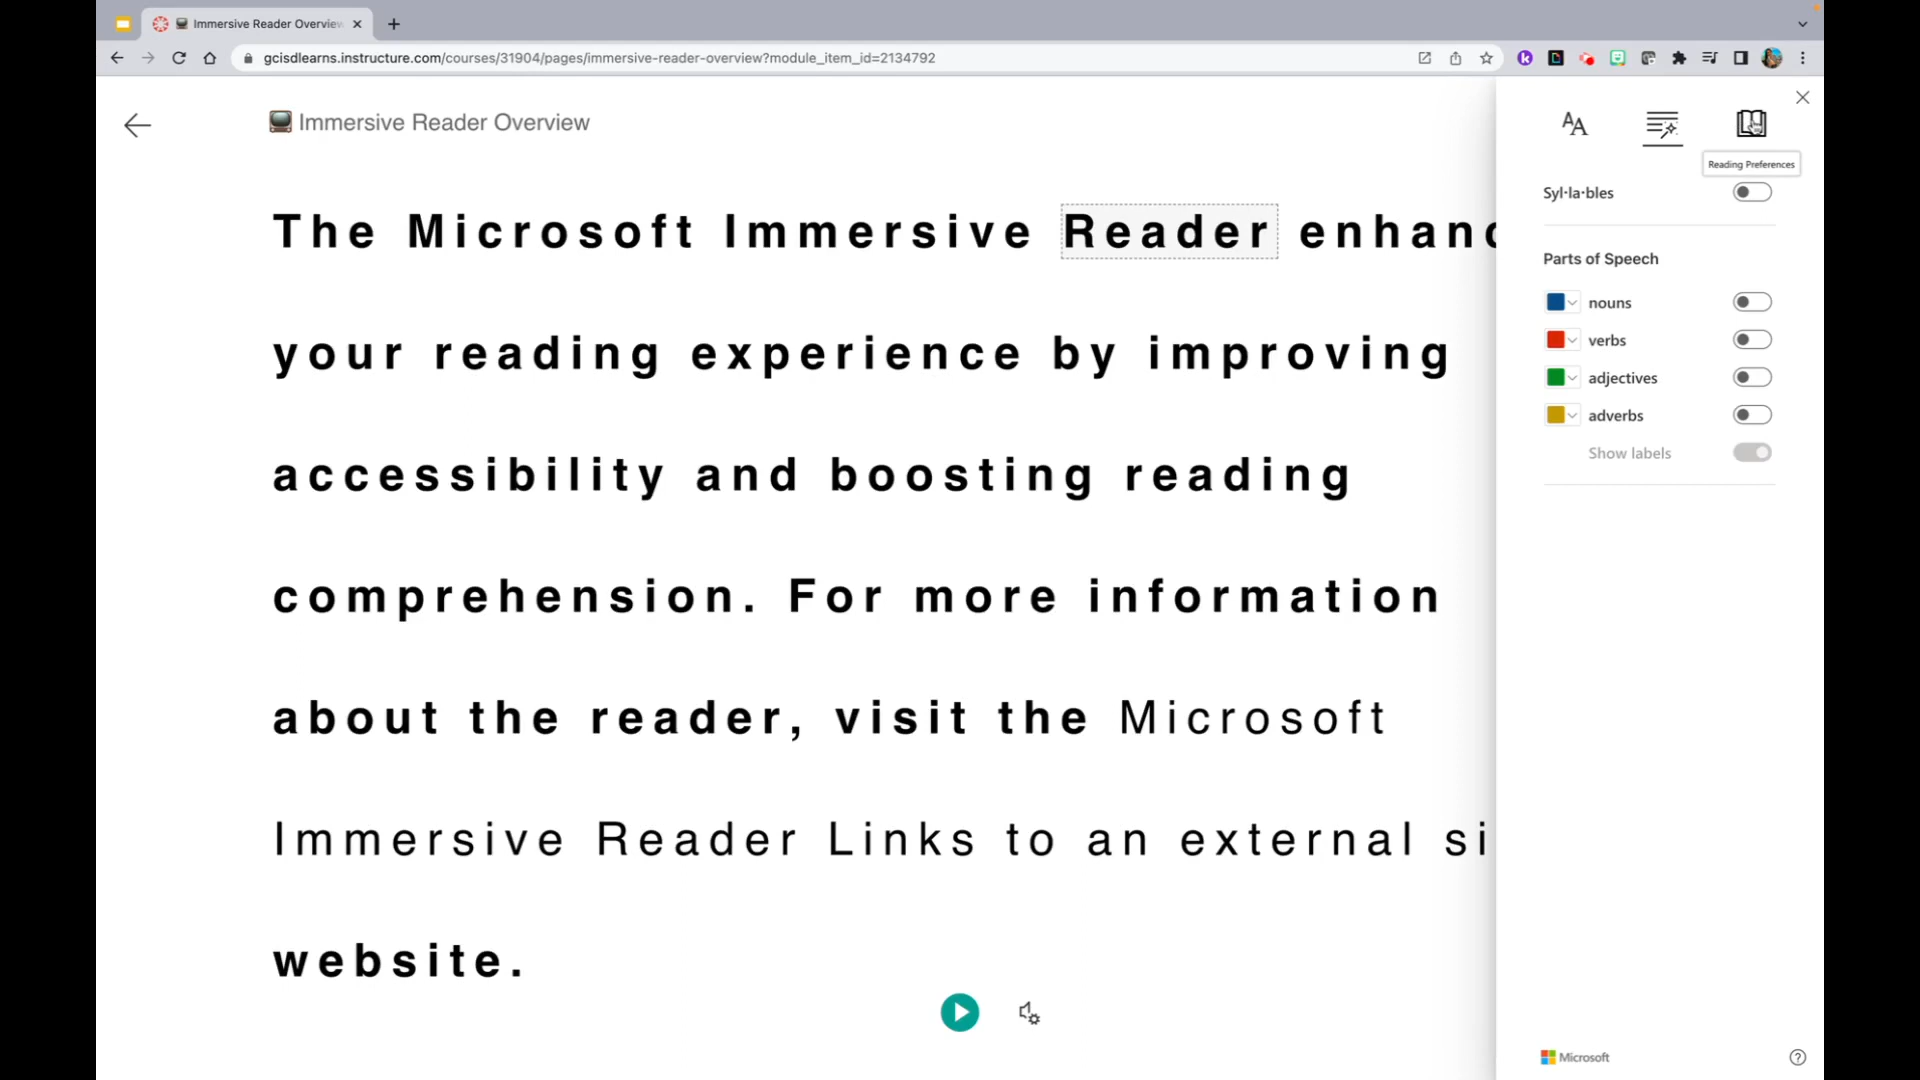 Immersive Reader Overview
gcisdlearns.instructure.com/courses/31904/pages/immersive-reader-overview?module_item_id=2134792
Immersive Reader Overview
The Microsoft Immersive Reader enhanc
your reading experience by improving
accessibility and boosting reading
comprehension. For more information
about the reader, visit the Microsoft
Immersive Reader Links to an external si
website.
AA
Reading Preferences
Syl·la·bles
Parts of Speech
nouns
verbs
adjectives
adverbs
Show labels
Microsoft